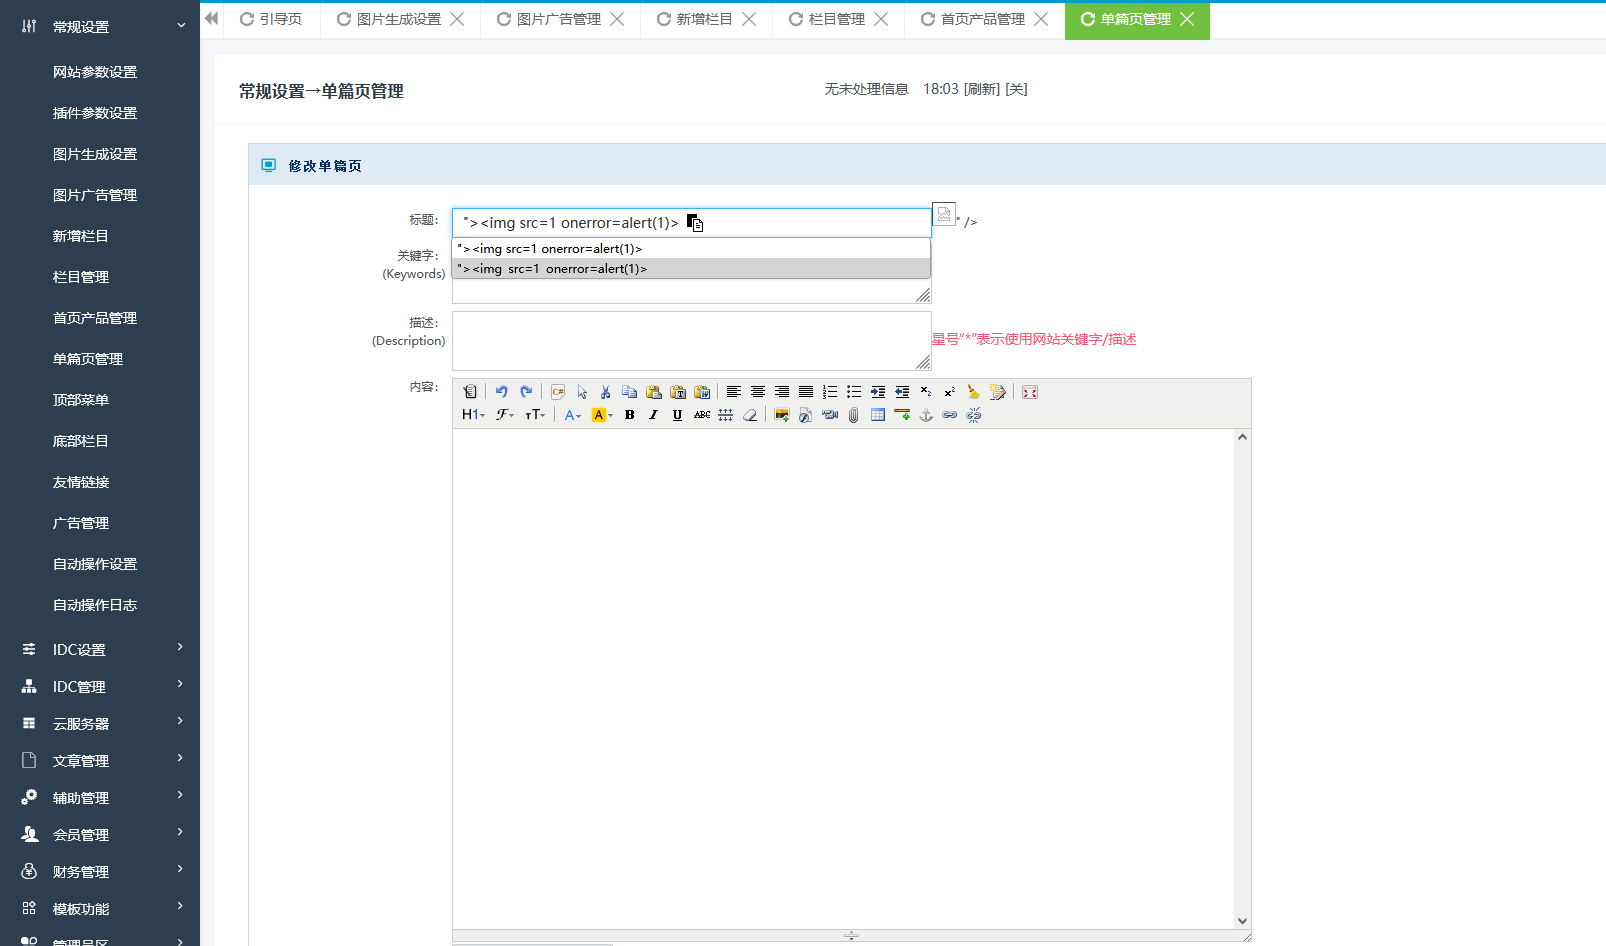 常规设置
网站参数设置
插件参数设置
图片生成设置
图片广告管理
新增栏目
栏目管理
首页产品管理
单篇页管理
顶部菜单
底部栏目
友情链接
广告管理
自动操作设置
自动操作日志
IDC设置
IDC管理
云服务器
文章管理
辅助管理
会员管理
财务管理
模板功能
管理员区
引导页 图片生成设置 图片广告管理 新增栏目 栏目管理 首页产品管理 单篇页管理
常规设置→单篇页管理
无未处理信息 18:03 [刷新] [关]
修改单篇页
标题: "><img src=1 onerror=alert(1)> " />
"><img src=1 onerror=alert(1)>
"><img  src=1  onerror=alert(1)>
关键字:
(Keywords)
描述:
(Description)
星号“*”表示使用网站关键字/描述
内容: